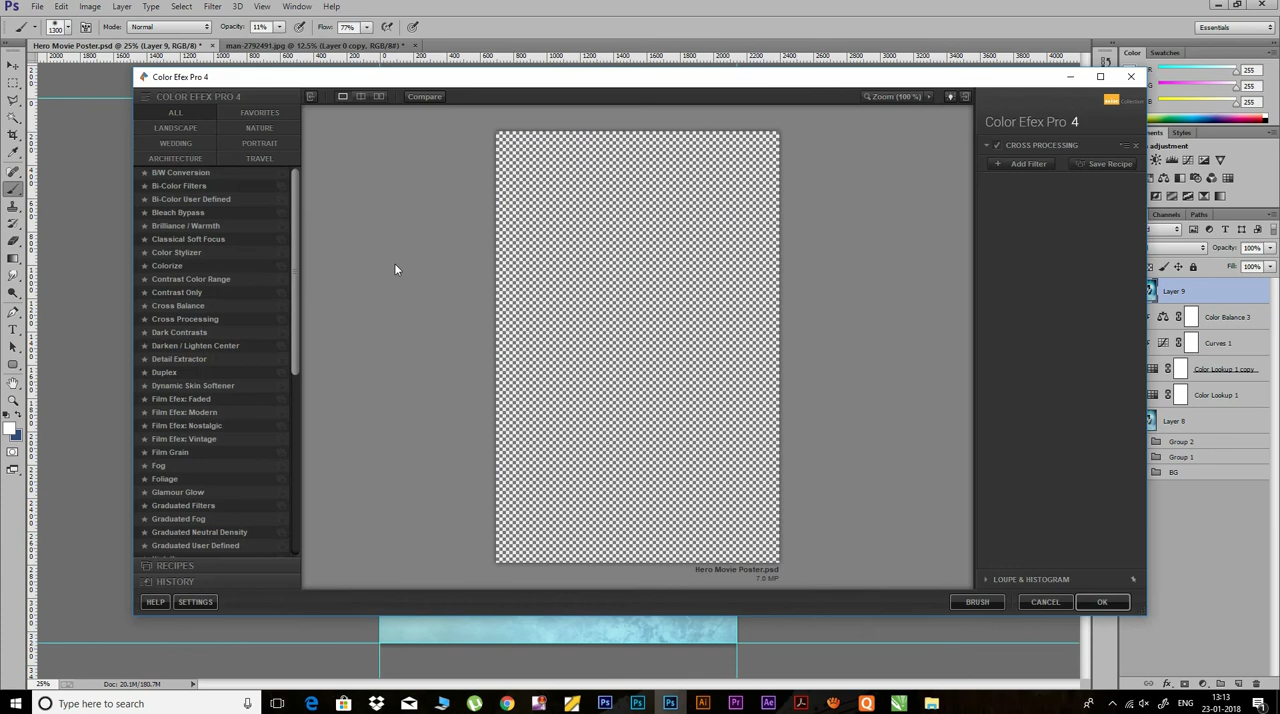 Ps File Edit Image Layer Type Select Filter 3D View Window Help
1300 Mode: Normal Opacity: 11% Flow: 77% Essentials
Hero Movie Poster.psd @ 25% (Layer 9, RGB/8) * × man-2792491.jpg @ 12.5% (Layer 0 copy, RGB/8#) * ×
Color Swatches
Color Efex Pro 4
COLOR EFEX PRO 4
Compare
Zoom (100 %)
Collection
ALL FAVORITES
LANDSCAPE NATURE
WEDDING PORTRAIT
ARCHITECTURE TRAVEL
B/W Conversion
Bi-Color Filters
Bi-Color User Defined
Bleach Bypass
Brilliance / Warmth
Classical Soft Focus
Color Stylizer
Colorize
Contrast Color Range
Contrast Only
Cross Balance
Cross Processing
Dark Contrasts
Darken / Lighten Center
Detail Extractor
Duplex
Dynamic Skin Softener
Film Efex: Faded
Film Efex: Modern
Film Efex: Nostalgic
Film Efex: Vintage
Film Grain
Fog
Foliage
Glamour Glow
Graduated Filters
Graduated Fog
Graduated Neutral Density
Graduated User Defined
RECIPES
HISTORY
HELP SETTINGS
Hero Movie Poster.psd
7.0 MP
Color Efex Pro 4
CROSS PROCESSING
Add Filter Save Recipe
LOUPE & HISTOGRAM
BRUSH CANCEL OK
R 255
G 255
B 255
Styles
adjustment
Channels Paths
Opacity: 100%
Fill: 100%
Layer 9
Color Balance 3
Curves 1
Color Lookup 1 copy
Color Lookup 1
Layer 8
Group 2
Group 1
BG
25% Doc: 20.1M/180.7M
Type here to search
ENG
13:13
23-01-2018